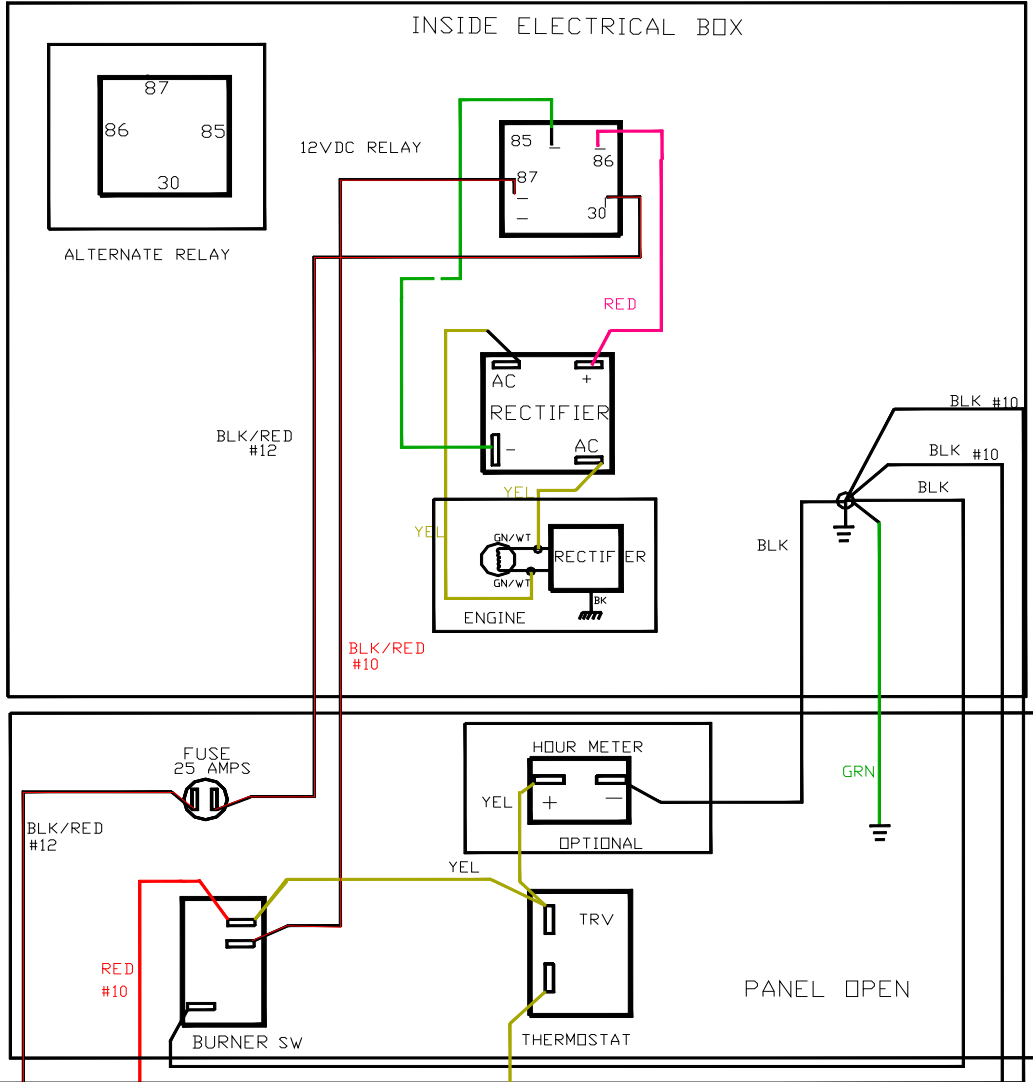 INSIDE ELECTRICAL BOX
87
86
85
30
ALTERNATE RELAY
12VDC RELAY
85
86
87
30
RED
AC
+
RECTIFIER
AC
-
BLK/RED
#12
BLK #10
BLK #10
BLK
BLK
YEL
YEL
GN/WT
RECTIFIER
GN/WT
BK
ENGINE
BLK/RED
#10
FUSE
25 AMPS
HOUR METER
YEL
+
-
OPTIONAL
GRN
BLK/RED
#12
YEL
TRV
RED
#10
PANEL OPEN
BURNER SW
THERMOSTAT